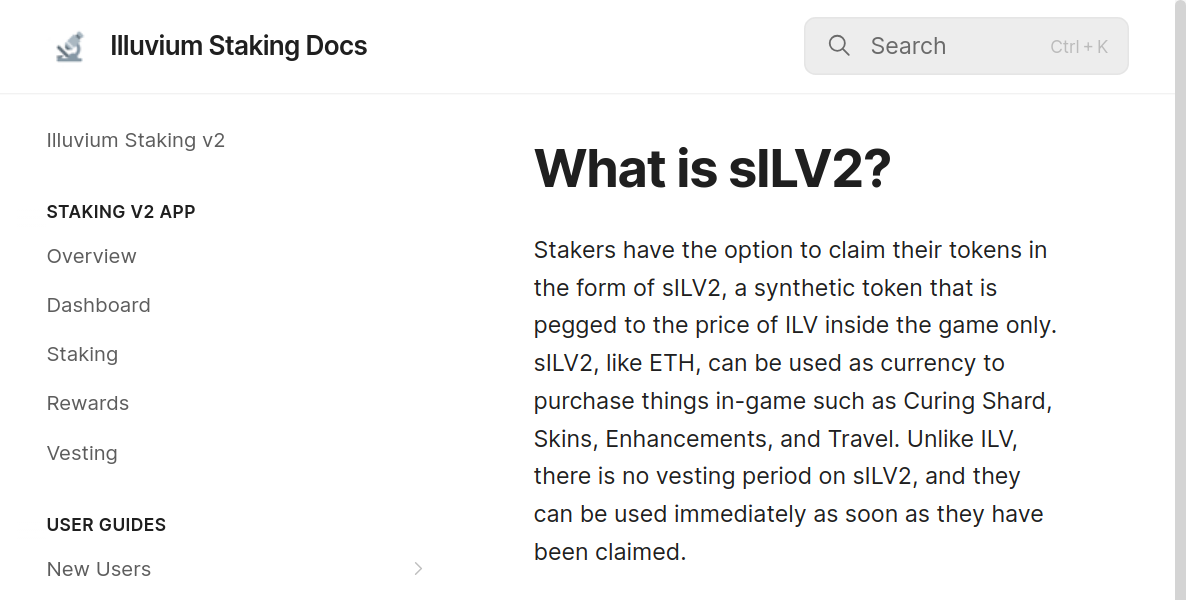 Illuvium Staking Docs
Search
Ctrl + K
Illuvium Staking v2
STAKING V2 APP
Overview
Dashboard
Staking
Rewards
Vesting
USER GUIDES
New Users
What is sILV2?
Stakers have the option to claim their tokens in
the form of sILV2, a synthetic token that is
pegged to the price of ILV inside the game only.
sILV2, like ETH, can be used as currency to
purchase things in-game such as Curing Shard,
Skins, Enhancements, and Travel. Unlike ILV,
there is no vesting period on sILV2, and they
can be used immediately as soon as they have
been claimed.